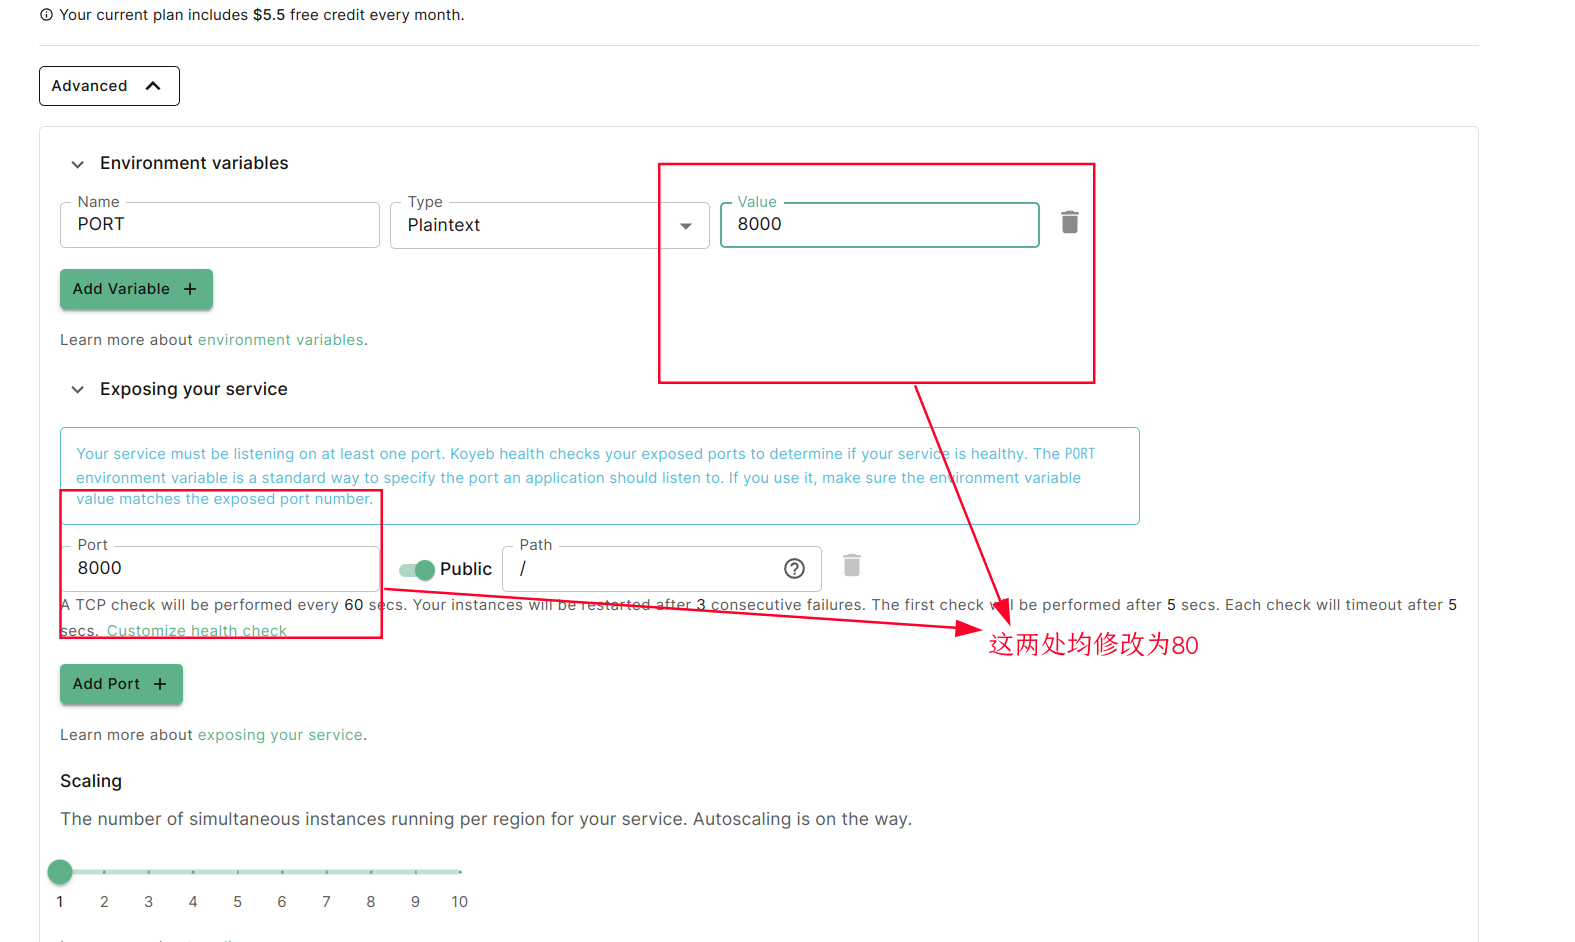 Your current plan includes $5.5 free credit every month.
Advanced
Environment variables
Name
PORT
Type
Plaintext
Value
8000
Add Variable +
Learn more about environment variables.
Exposing your service
Your service must be listening on at least one port. Koyeb health checks your exposed ports to determine if your service is healthy. The PORT
environment variable is a standard way to specify the port an application should listen to. If you use it, make sure the environment variable
value matches the exposed port number.
Port
8000
Public
Path
/
A TCP check will be performed every 60 secs. Your instances will be restarted after 3 consecutive failures. The first check will be performed after 5 secs. Each check will timeout after 5
secs. Customize health check
这两处均修改为80
Add Port +
Learn more about exposing your service.
Scaling
The number of simultaneous instances running per region for your service. Autoscaling is on the way.
1 2 3 4 5 6 7 8 9 10